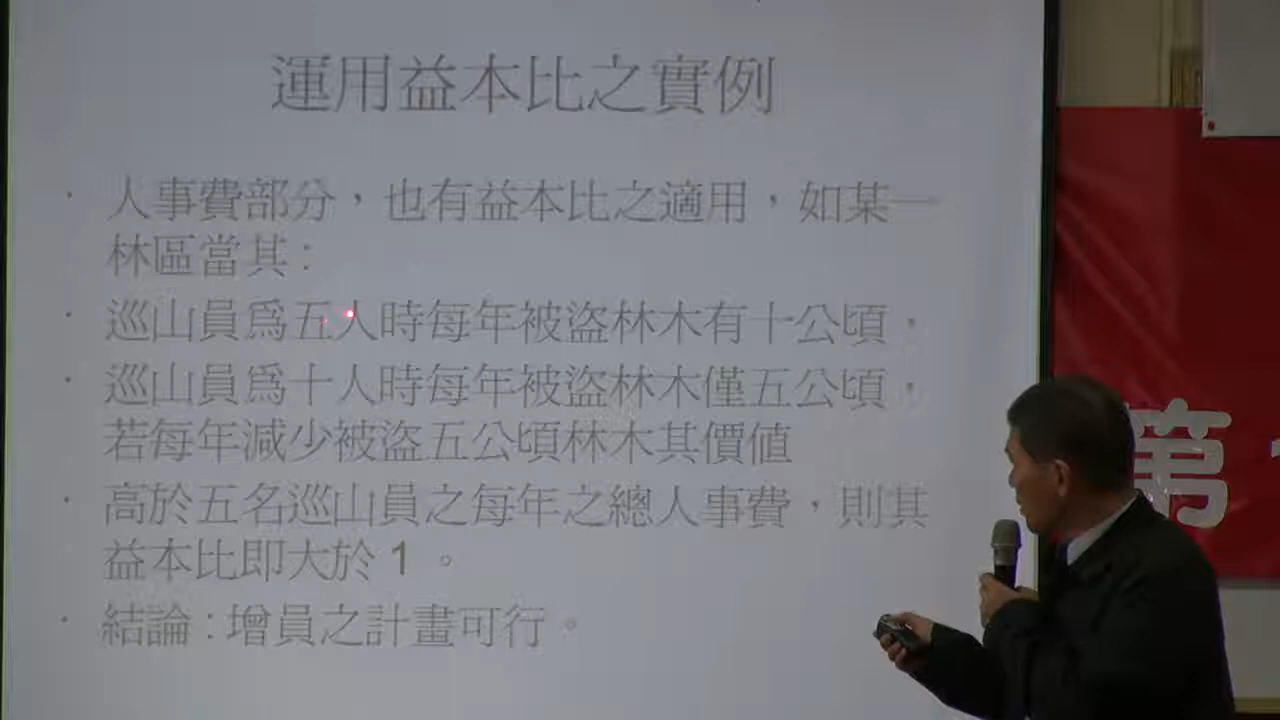 運用益本比之實例
· 人事費部分，也有益本比之適用，如某一
林區當其：
· 巡山員爲五人時每年被盜林木有十公頃，
· 巡山員爲十人時每年被盜林木僅五公頃，
若每年減少被盜五公頃林木其價值
· 高於五名巡山員之每年之總人事費，則其
益本比即大於 1 。
· 結論：增員之計畫可行。
第